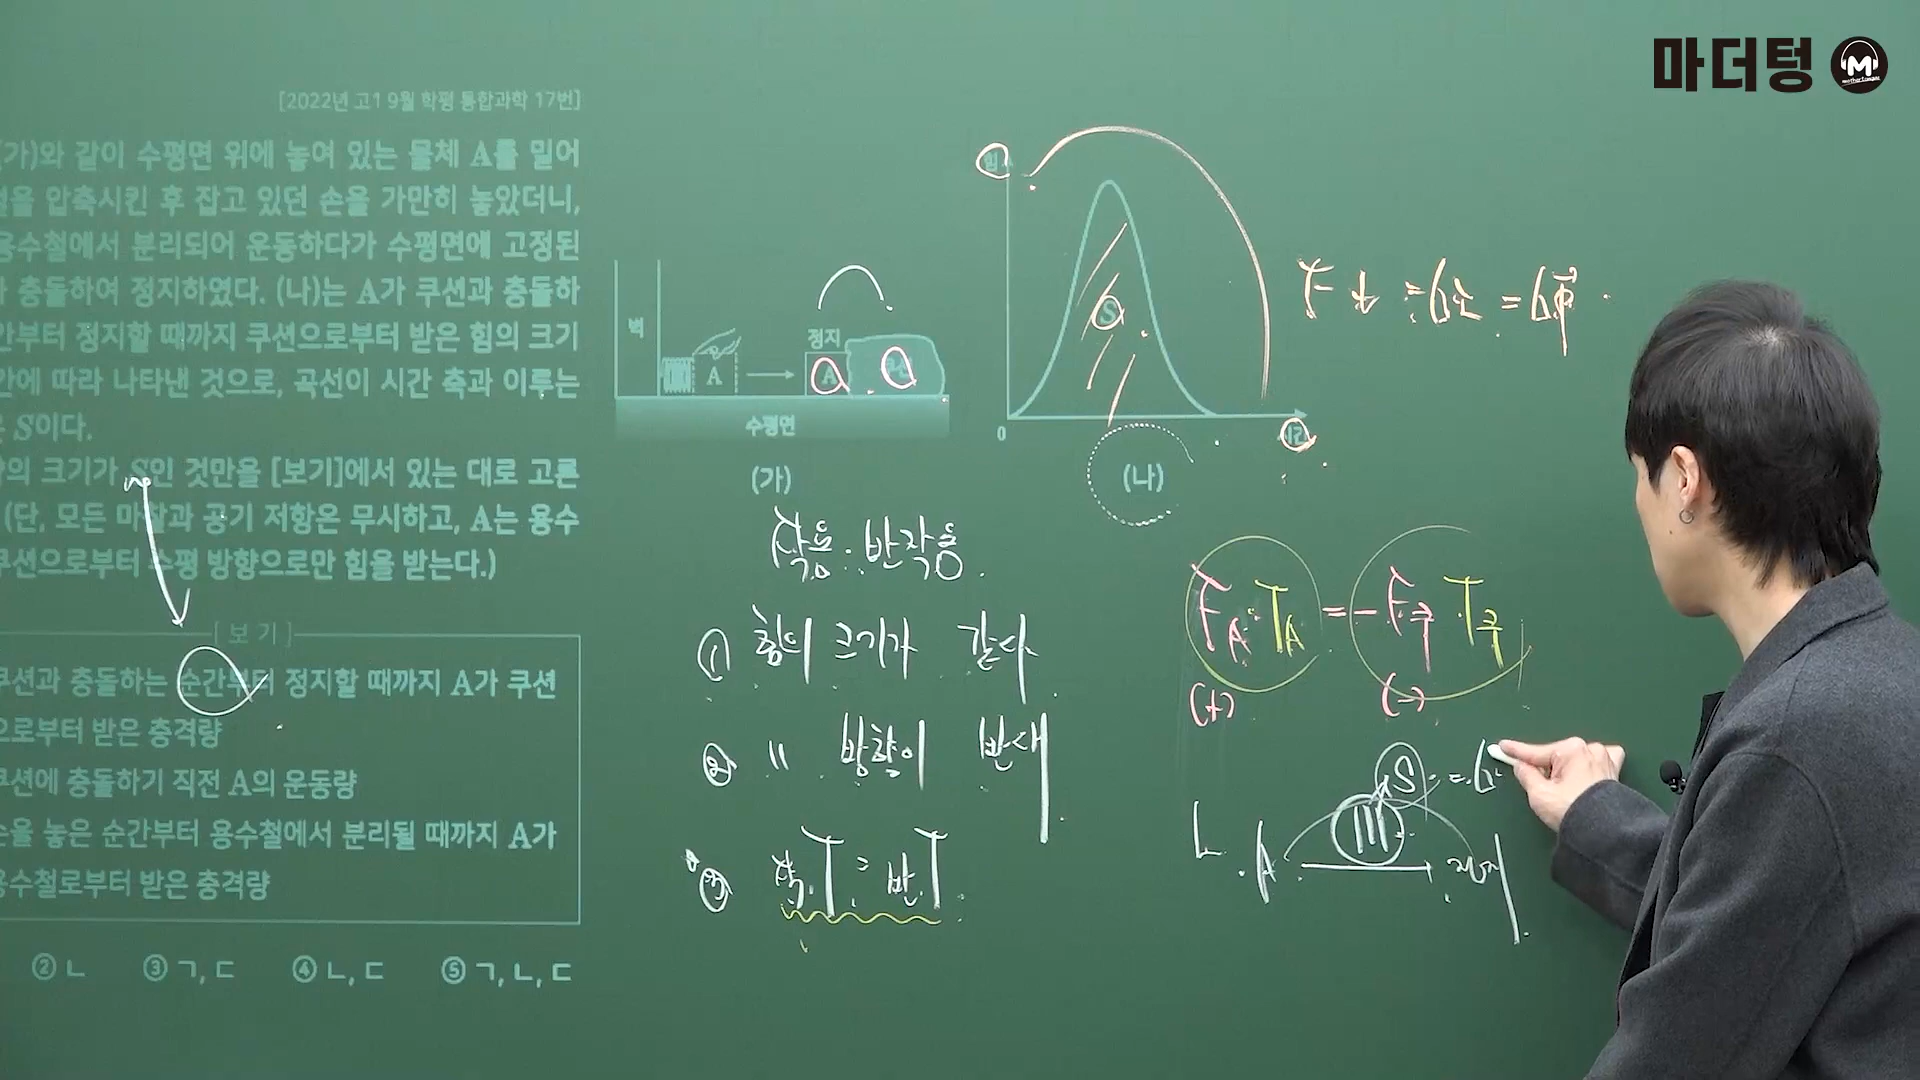 마더텅
[2022년 고1 9월 학평 통합과학 17번]
(가)와 같이 수평면 위에 놓여 있는 물체 A를 밀어
을 압축시킨 후 잡고 있던 손을 가만히 놓았더니,
용수철에서 분리되어 운동하다가 수평면에 고정된
충돌하여 정지하였다. (나)는 A가 쿠션과 충돌하
간부터 정지할 때까지 쿠션으로부터 받은 힘의 크기
간에 따라 나타낸 것으로, 곡선이 시간 축과 이루는
S이다.
의 크기가 S인 것만을 [보기]에서 있는 대로 고른
(단, 모든 마찰과 공기 저항은 무시하고, A는 용수
쿠션으로부터 수평 방향으로만 힘을 받는다.)
[보기]
쿠션과 충돌하는 순간부터 정지할 때까지 A가 쿠션
으로부터 받은 충격량
쿠션에 충돌하기 직전 A의 운동량
손을 놓은 순간부터 용수철에서 분리될 때까지 A가
용수철로부터 받은 충격량
② ㄴ ③ ㄱ, ㄷ ④ ㄴ, ㄷ ⑤ ㄱ, ㄴ, ㄷ
벽
A
정지
A
수평면
(가)
힘
S
0
시간
(나)
작용·반작용
① 힘의 크기가 같다.
② 〃 방향이 반대
③ 작.T = 반.T
F_A·T_A = -F_쿠 T_쿠
(+) (-)
S =
ㄴ. A 정지